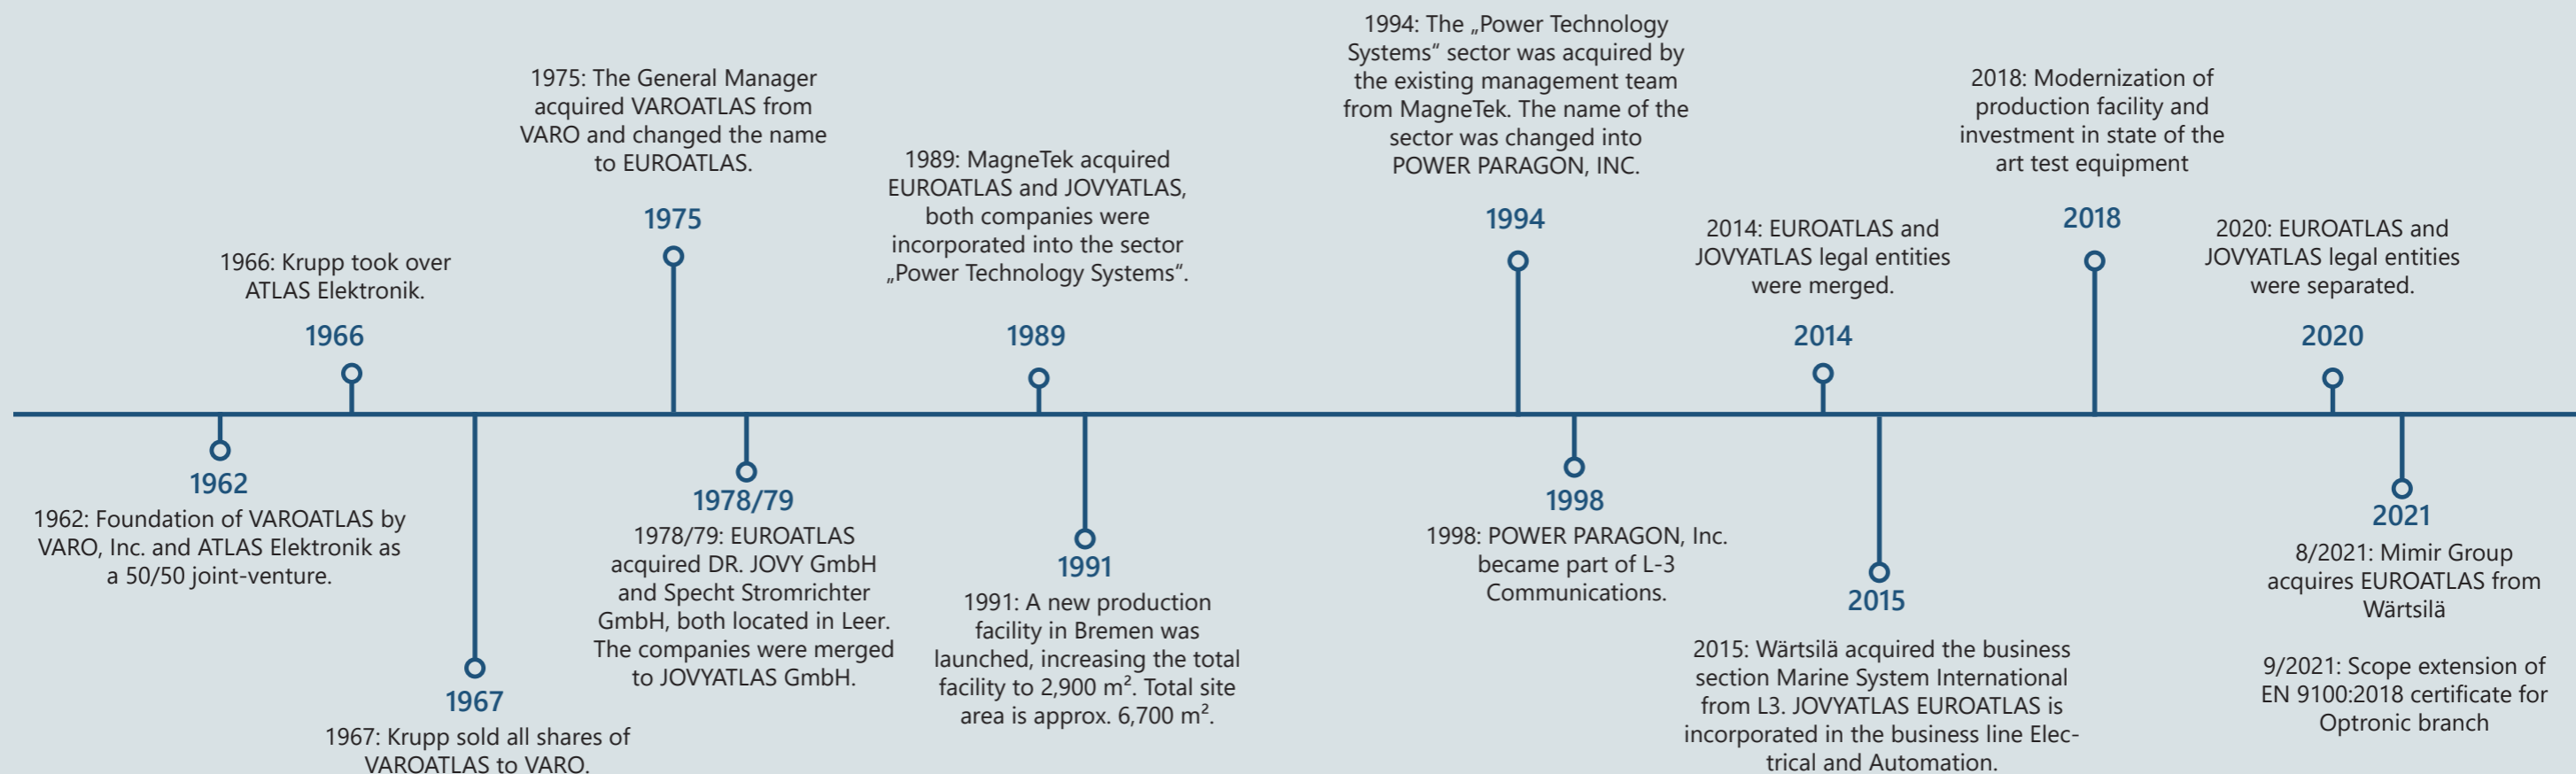 1962
1962: Foundation of VAROATLAS by
VARO, Inc. and ATLAS Elektronik as
a 50/50 joint-venture.
1966: Krupp took over
ATLAS Elektronik.
1966
1967
1967: Krupp sold all shares of
VAROATLAS to VARO.
1975: The General Manager
acquired VAROATLAS from
VARO and changed the name
to EUROATLAS.
1975
1978/79
1978/79: EUROATLAS
acquired DR. JOVY GmbH
and Specht Stromrichter
GmbH, both located in Leer.
The companies were merged
to JOVYATLAS GmbH.
1989: MagneTek acquired
EUROATLAS and JOVYATLAS,
both companies were
incorporated into the sector
„Power Technology Systems“.
1989
1991
1991: A new production
facility in Bremen was
launched, increasing the total
facility to 2,900 m². Total site
area is approx. 6,700 m².
1994: The „Power Technology
Systems“ sector was acquired by
the existing management team
from MagneTek. The name of the
sector was changed into
POWER PARAGON, INC.
1994
1998
1998: POWER PARAGON, Inc.
became part of L-3
Communications.
2014: EUROATLAS and
JOVYATLAS legal entities
were merged.
2014
2015
2015: Wärtsilä acquired the business
section Marine System International
from L3. JOVYATLAS EUROATLAS is
incorporated in the business line Elec-
trical and Automation.
2018: Modernization of
production facility and
investment in state of the
art test equipment
2018
2020: EUROATLAS and
JOVYATLAS legal entities
were separated.
2020
2021
8/2021: Mimir Group
acquires EUROATLAS from
Wärtsilä
9/2021: Scope extension of
EN 9100:2018 certificate for
Optronic branch